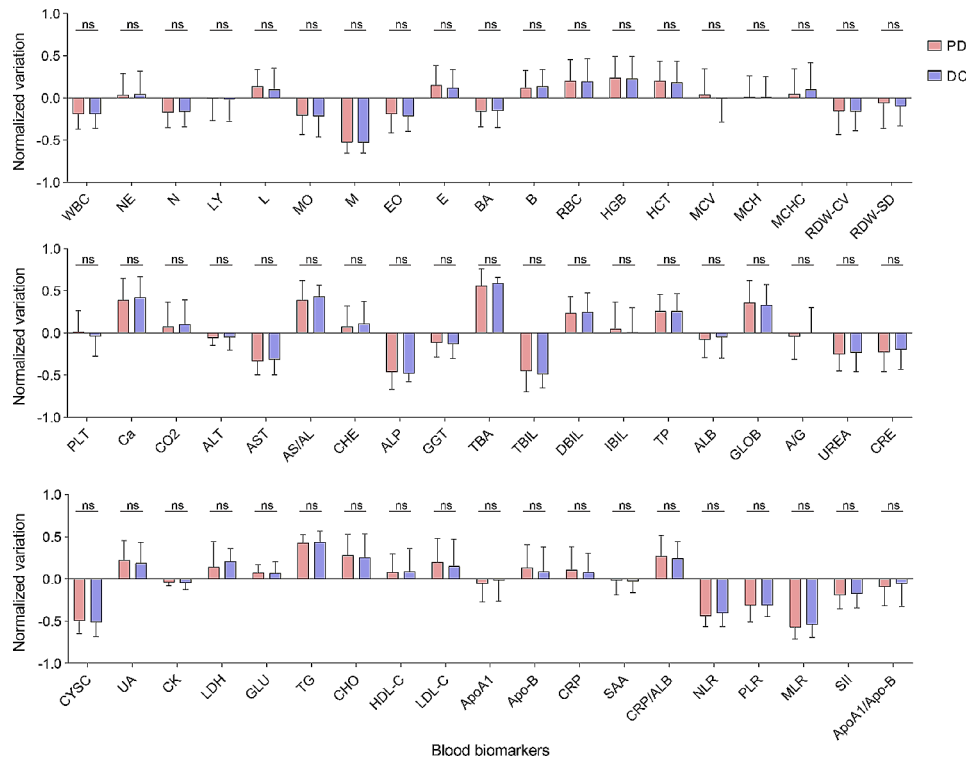 ns ns ns ns ns ns ns ns ns ns ns ns ns ns ns ns ns ns ns
PD
DC
Normalized variation
1.0
0.5
0.0
-0.5
-1.0
WBC NE N LY L MO M EO E BA B RBC HGB HCT MCV MCH MCHC RDW-CV RDW-SD
ns ns ns ns ns ns ns ns ns ns ns ns ns ns ns ns ns ns ns
Normalized variation
1.0
0.5
0.0
-0.5
-1.0
PLT Ca CO2 ALT AST AS/AL CHE ALP GGT TBA TBIL DBIL IBIL TP ALB GLOB A/G UREA CRE
ns ns ns ns ns ns ns ns ns ns ns ns ns ns ns ns ns ns ns
Normalized variation
1.0
0.5
0.0
-0.5
-1.0
CYSC UA CK LDH GLU TG CHO HDL-C LDL-C ApoA1 Apo-B CRP SAA CRP/ALB NLR PLR MLR SII ApoA1/Apo-B
Blood biomarkers